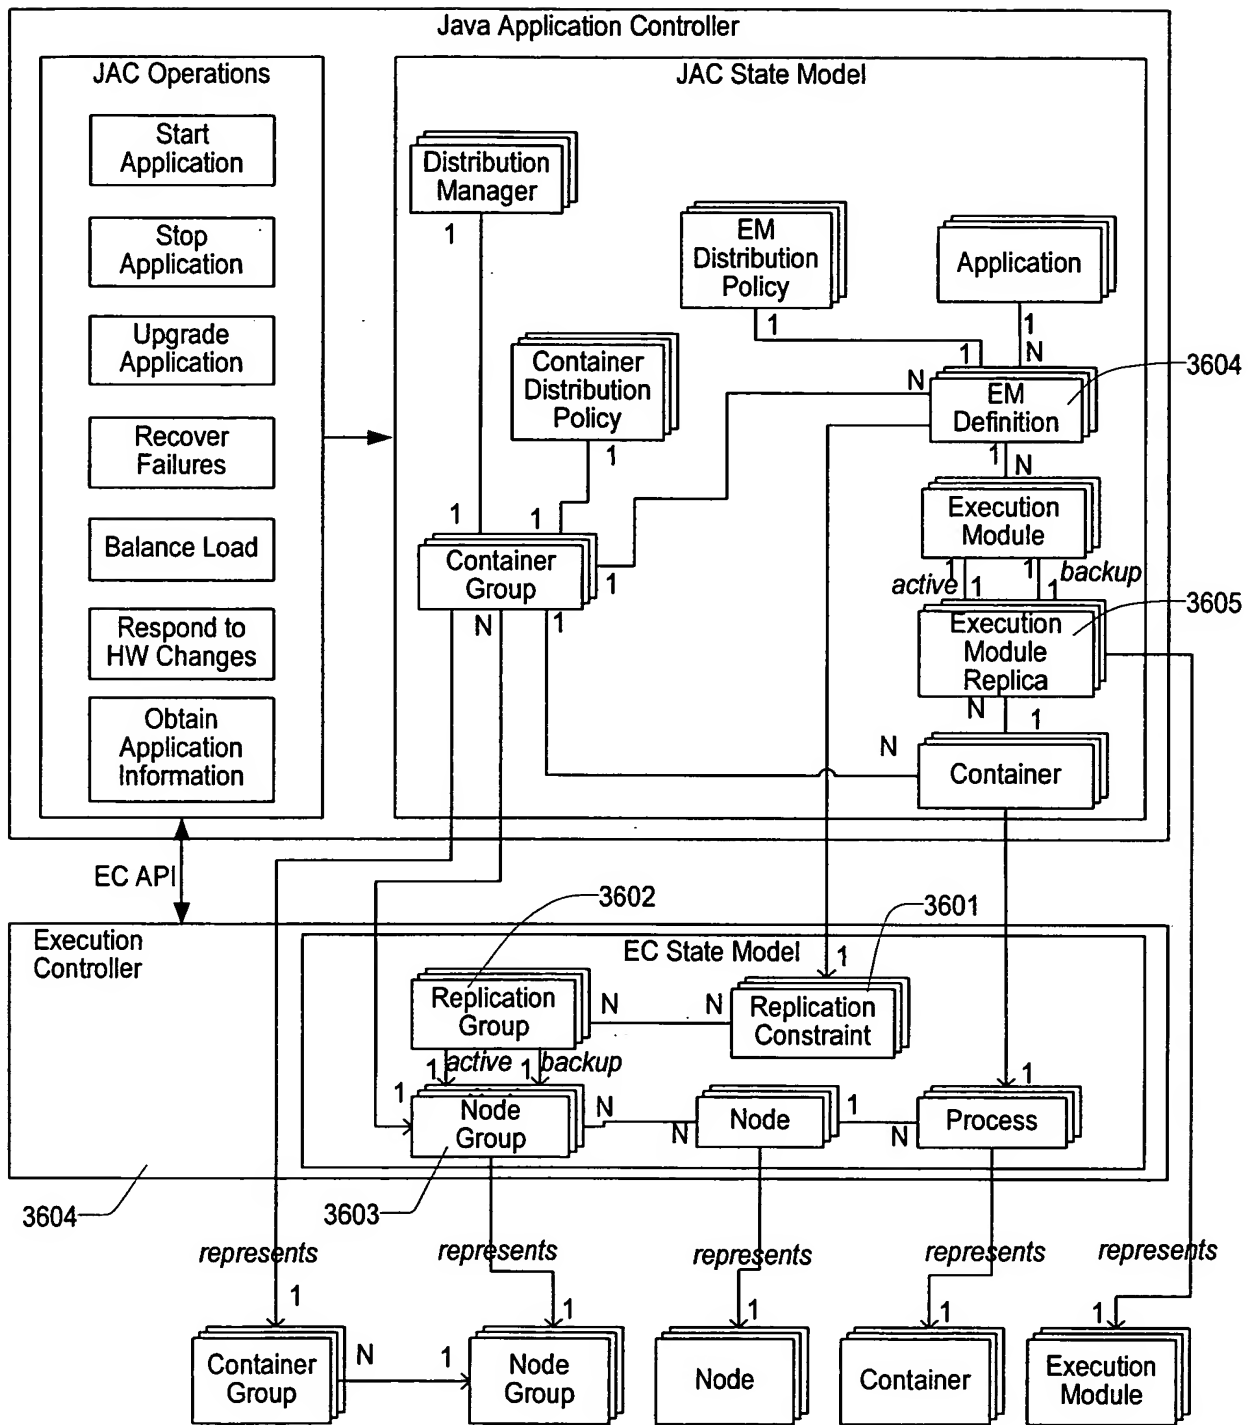 Java Application Controller
JAC Operations
Start
Application
Stop
Application
Upgrade
Application
Recover
Failures
Balance Load
Respond to
HW Changes
Obtain
Application
Information
JAC State Model
Distribution
Manager
1
EM
Distribution
Policy
1
Application
1
Container
Distribution
Policy
1
1
N
N
EM
Definition
3604
1
N
Execution
Module
1
1
active
1
1
backup
1
1
Container
Group
1
N
1
Execution
Module
Replica
3605
N
1
N
Container
EC API
Execution
Controller
EC State Model
3602
3601
1
Replication
Group
N
N
Replication
Constraint
1
active
1
backup
1
1
Node
Group
N
N
Node
1
N
Process
3604
3603
represents
represents
represents
represents
represents
1
1
1
1
1
Container
Group
N
1
Node
Group
Node
Container
Execution
Module